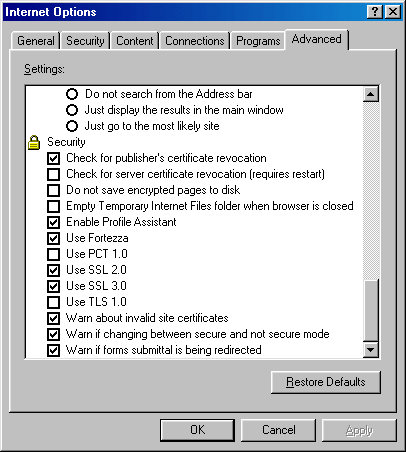 Internet Options
General Security Content Connections Programs Advanced
Settings:
Do not search from the Address bar
Just display the results in the main window
Just go to the most likely site
Security
Check for publisher's certificate revocation
Check for server certificate revocation (requires restart)
Do not save encrypted pages to disk
Empty Temporary Internet Files folder when browser is closed
Enable Profile Assistant
Use Fortezza
Use PCT 1.0
Use SSL 2.0
Use SSL 3.0
Use TLS 1.0
Warn about invalid site certificates
Warn if changing between secure and not secure mode
Warn if forms submittal is being redirected
Restore Defaults
OK Cancel Apply